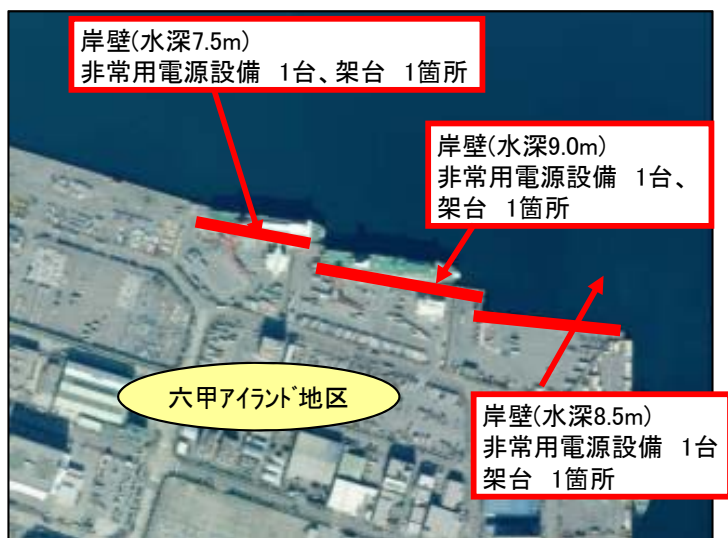 岸壁(水深7.5m)
非常用電源設備　1台、架台　1箇所
岸壁(水深9.0m)
非常用電源設備　1台、
架台　1箇所
六甲アイランド地区
岸壁(水深8.5m)
非常用電源設備　1台
架台　1箇所